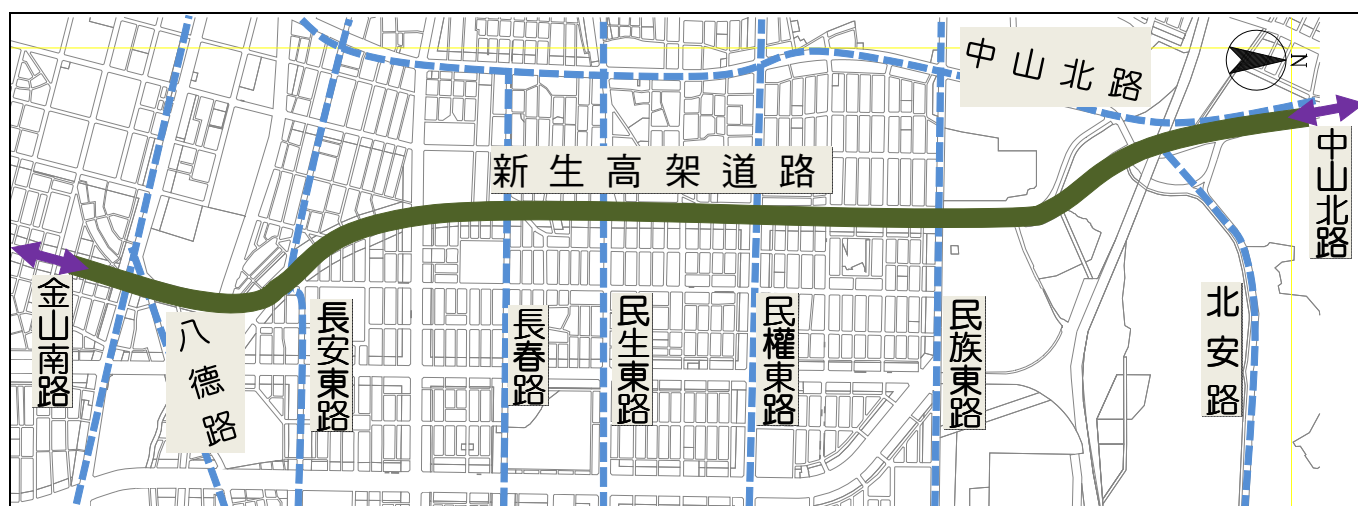 中山北路
N
新生高架道路
中山北路
金山南路
八德路
長安東路
長春路
民生東路
民權東路
民族東路
北安路